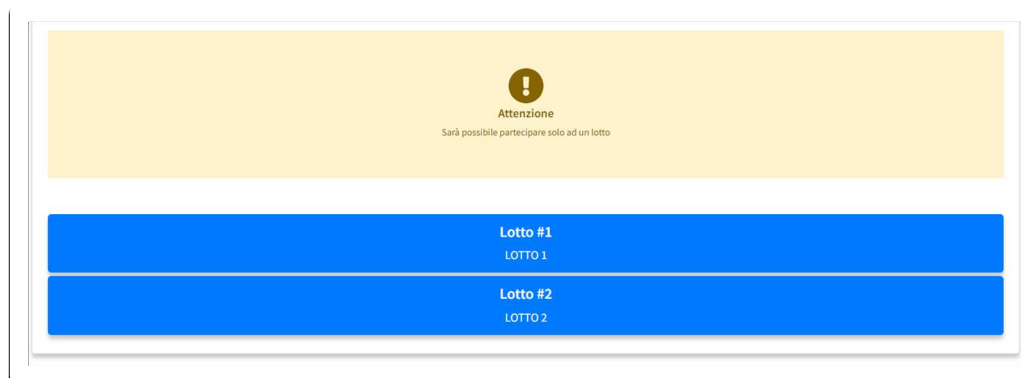 Attenzione
Sarà possibile partecipare solo ad un lotto
Lotto #1
LOTTO 1
Lotto #2
LOTTO 2